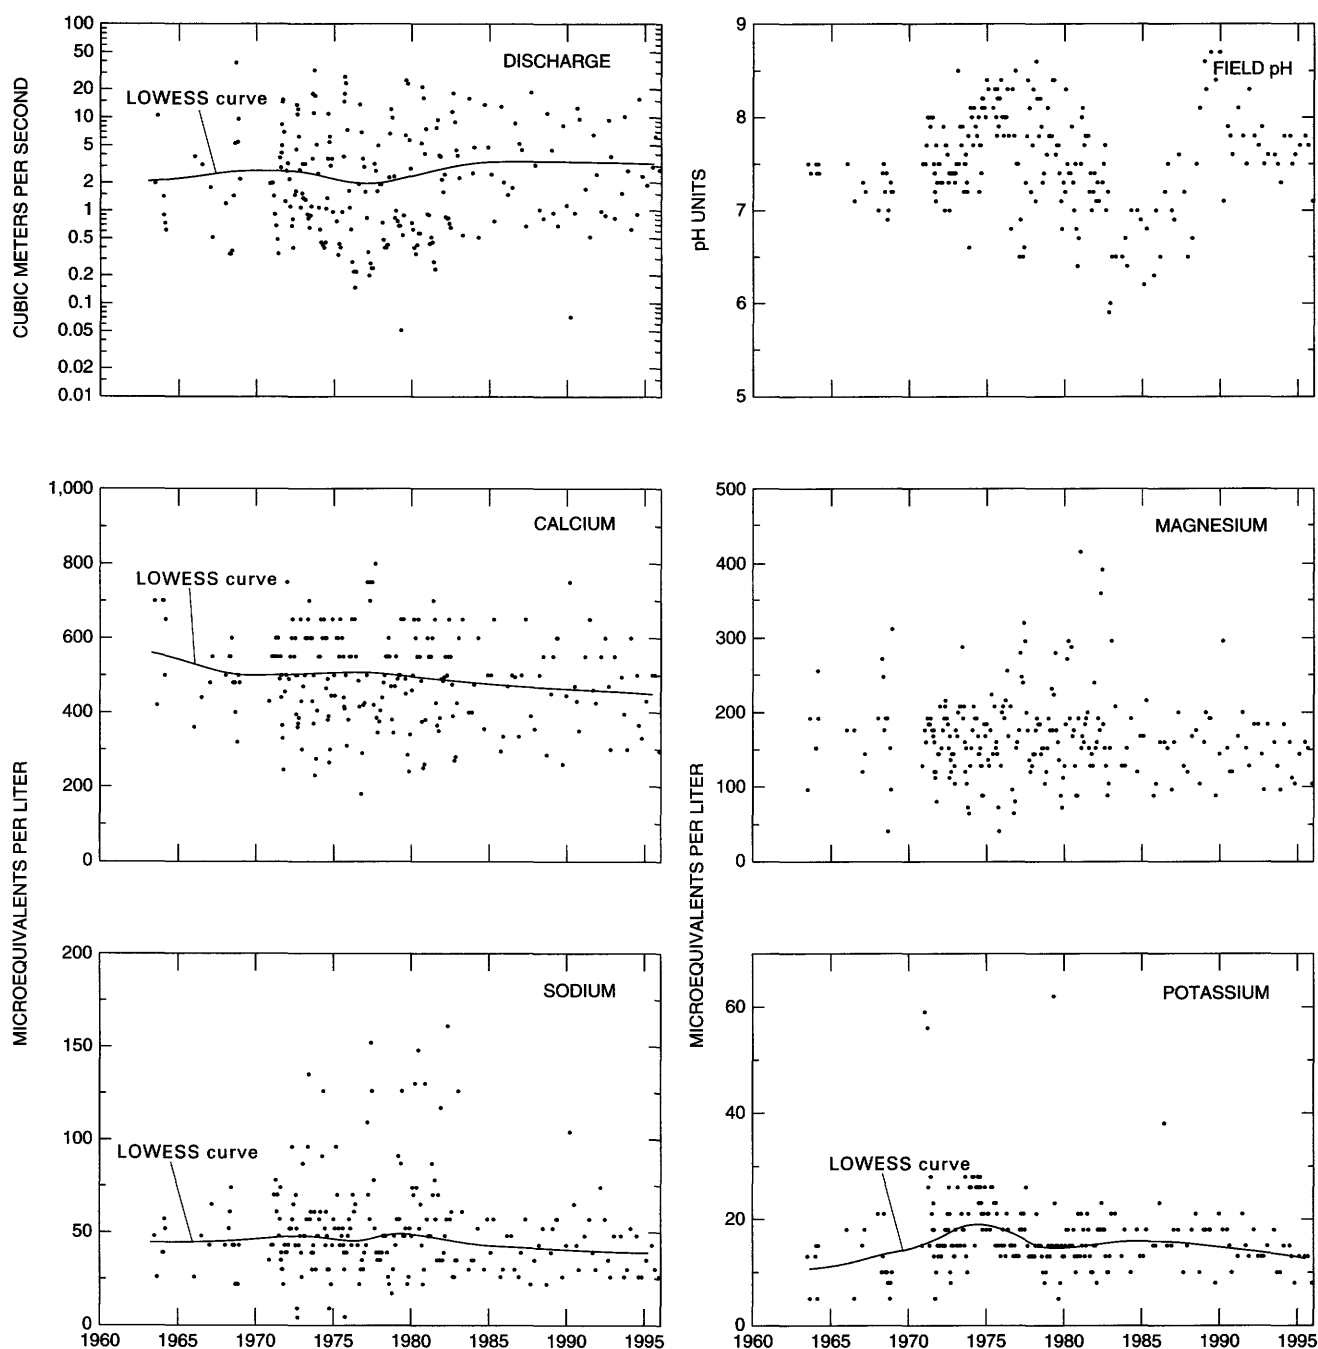 CUBIC METERS PER SECOND
100
50
20
10
5
2
1
0.5
0.2
0.1
0.05
0.02
0.01
DISCHARGE
LOWESS curve
pH UNITS
9
8
7
6
5
FIELD pH
MICROEQUIVALENTS PER LITER
1,000
800
600
400
200
0
CALCIUM
LOWESS curve
MICROEQUIVALENTS PER LITER
500
400
300
200
100
0
MAGNESIUM
200
150
100
50
0
SODIUM
LOWESS curve
1960 1965 1970 1975 1980 1985 1990 1995
60
40
20
0
POTASSIUM
LOWESS curve
1960 1965 1970 1975 1980 1985 1990 1995